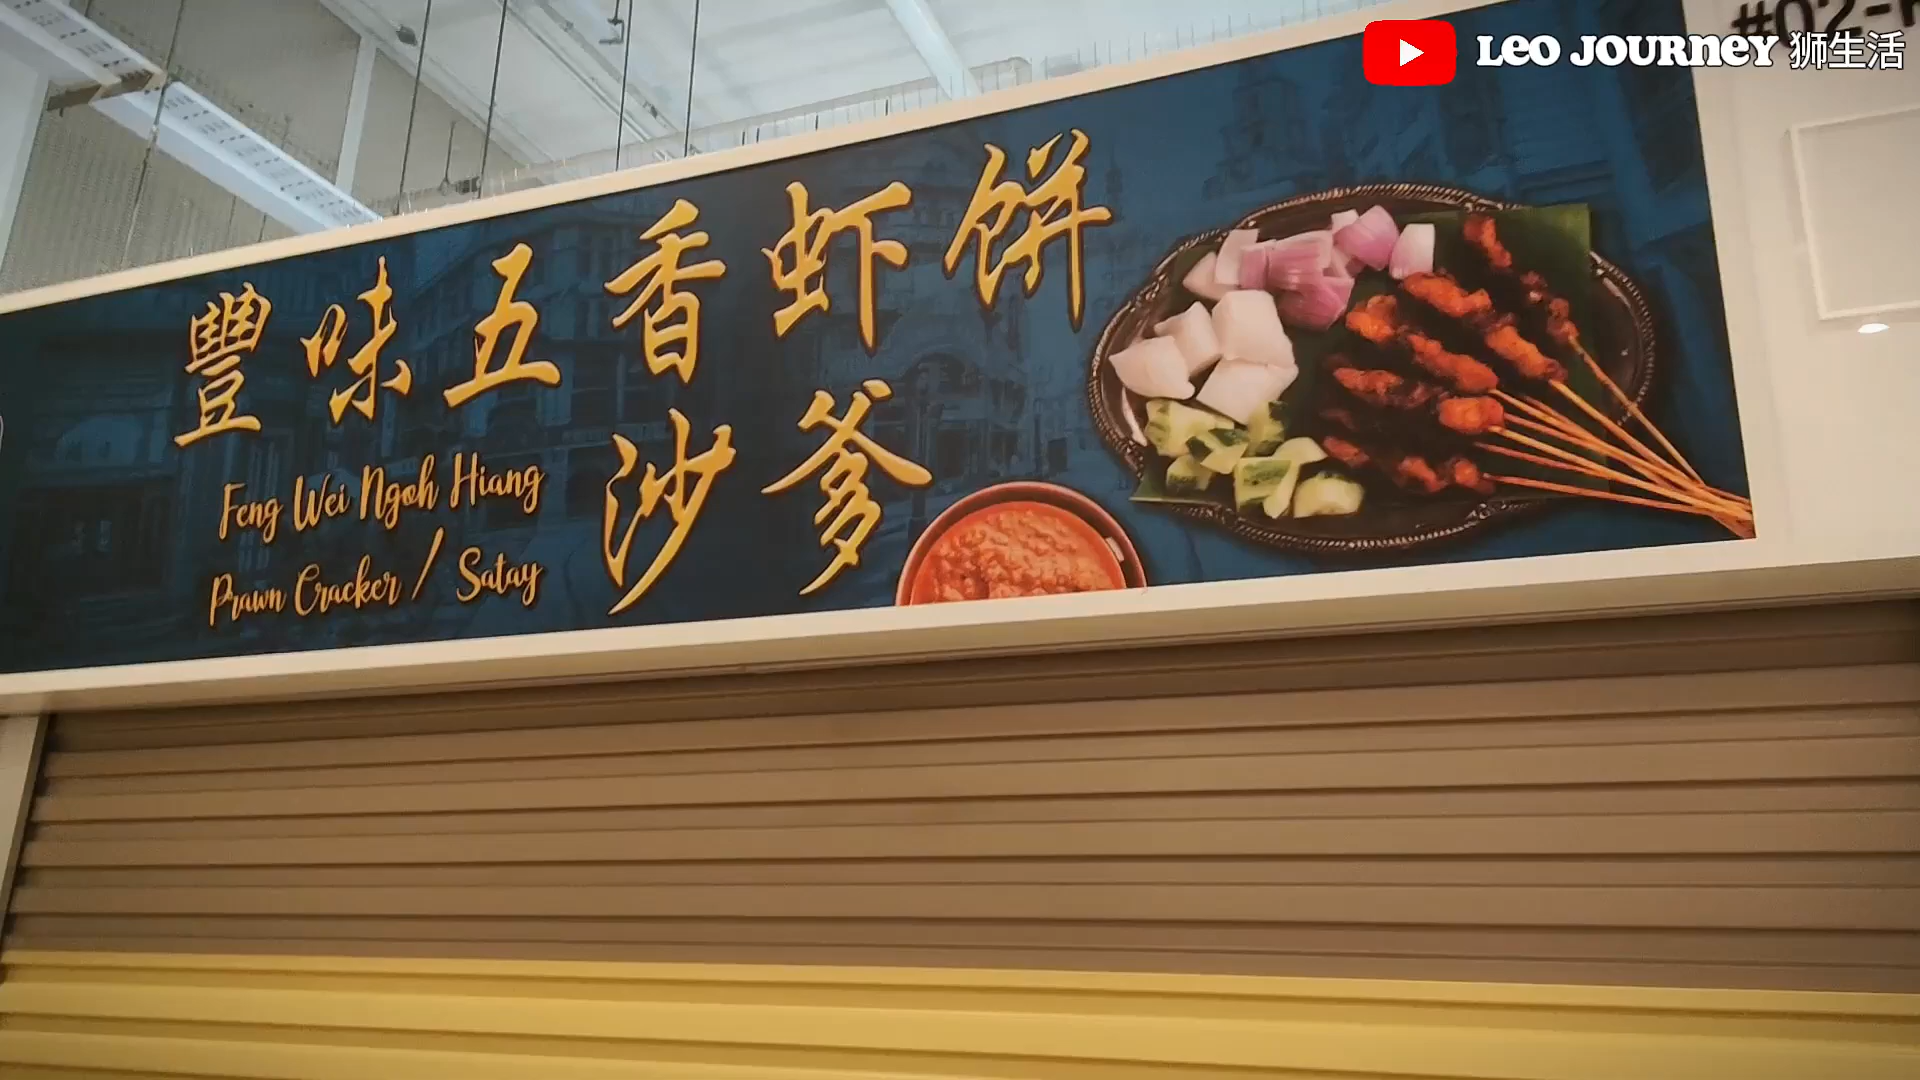 #02-
LEO JOURNEY 狮生活
豐味五香虾饼
沙爹
Feng Wei Ngoh Hiang
Prawn Cracker / Satay